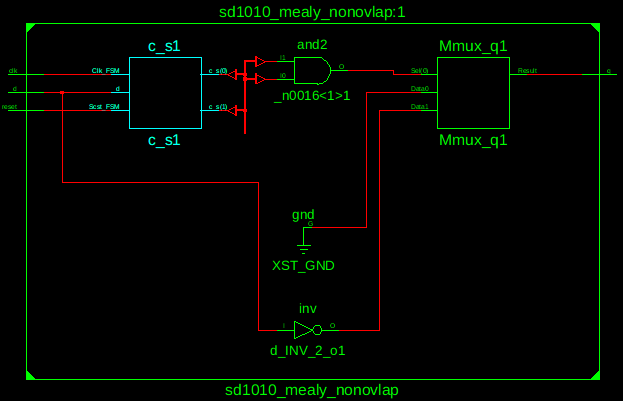 sd1010_mealy_nonovlap:1
c_s1
and2
Mmux_q1
clk
Clk_FSM
c_s(0)
I1
O
Sel(0)
Result
q
d
d
I0
Data0
_n0016<1>1
reset
Scst_FSM
c_s(1)
Data1
c_s1
Mmux_q1
gnd
G
XST_GND
inv
I
O
d_INV_2_o1
sd1010_mealy_nonovlap